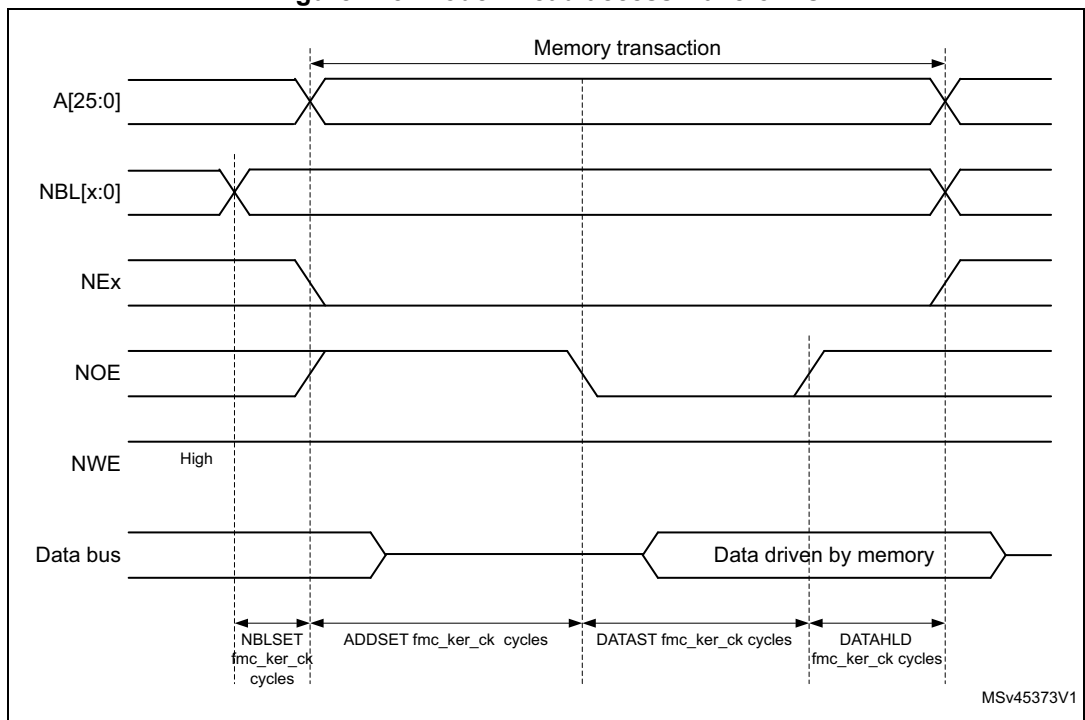 Memory transaction
A[25:0]
NBL[x:0]
NEx
NOE
NWE
High
Data bus
Data driven by memory
NBLSET
fmc_ker_ck
cycles
ADDSET fmc_ker_ck cycles
DATAST fmc_ker_ck cycles
DATAHLD
fmc_ker_ck cycles
MSv45373V1